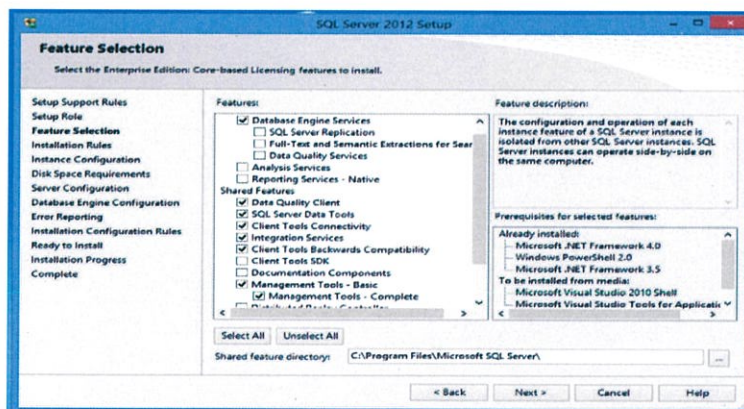 SQL Server 2012 Setup
Feature Selection
Select the Enterprise Edition: Core-based Licensing features to install.
Setup Support Rules
Setup Role
Feature Selection
Installation Rules
Instance Configuration
Disk Space Requirements
Server Configuration
Database Engine Configuration
Error Reporting
Installation Configuration Rules
Ready to Install
Installation Progress
Complete
Features:
Database Engine Services
SQL Server Replication
Full-Text and Semantic Extractions for Sear
Data Quality Services
Analysis Services
Reporting Services - Native
Shared Features
Data Quality Client
SQL Server Data Tools
Client Tools Connectivity
Integration Services
Client Tools Backwards Compatibility
Client Tools SDK
Documentation Components
Management Tools - Basic
Management Tools - Complete
Feature description:
The configuration and operation of each
instance feature of a SQL Server instance is
isolated from other SQL Server instances. SQL
Server instances can operate side-by-side on
the same computer.
Prerequisites for selected features:
Already installed:
Microsoft .NET Framework 4.0
Windows PowerShell 2.0
Microsoft .NET Framework 3.5
To be installed from media:
Microsoft Visual Studio 2010 Shell
Microsoft Visual Studio Tools for Applicatic
Select All
Unselect All
Shared feature directory:
C:\Program Files\Microsoft SQL Server\
...
< Back
Next >
Cancel
Help